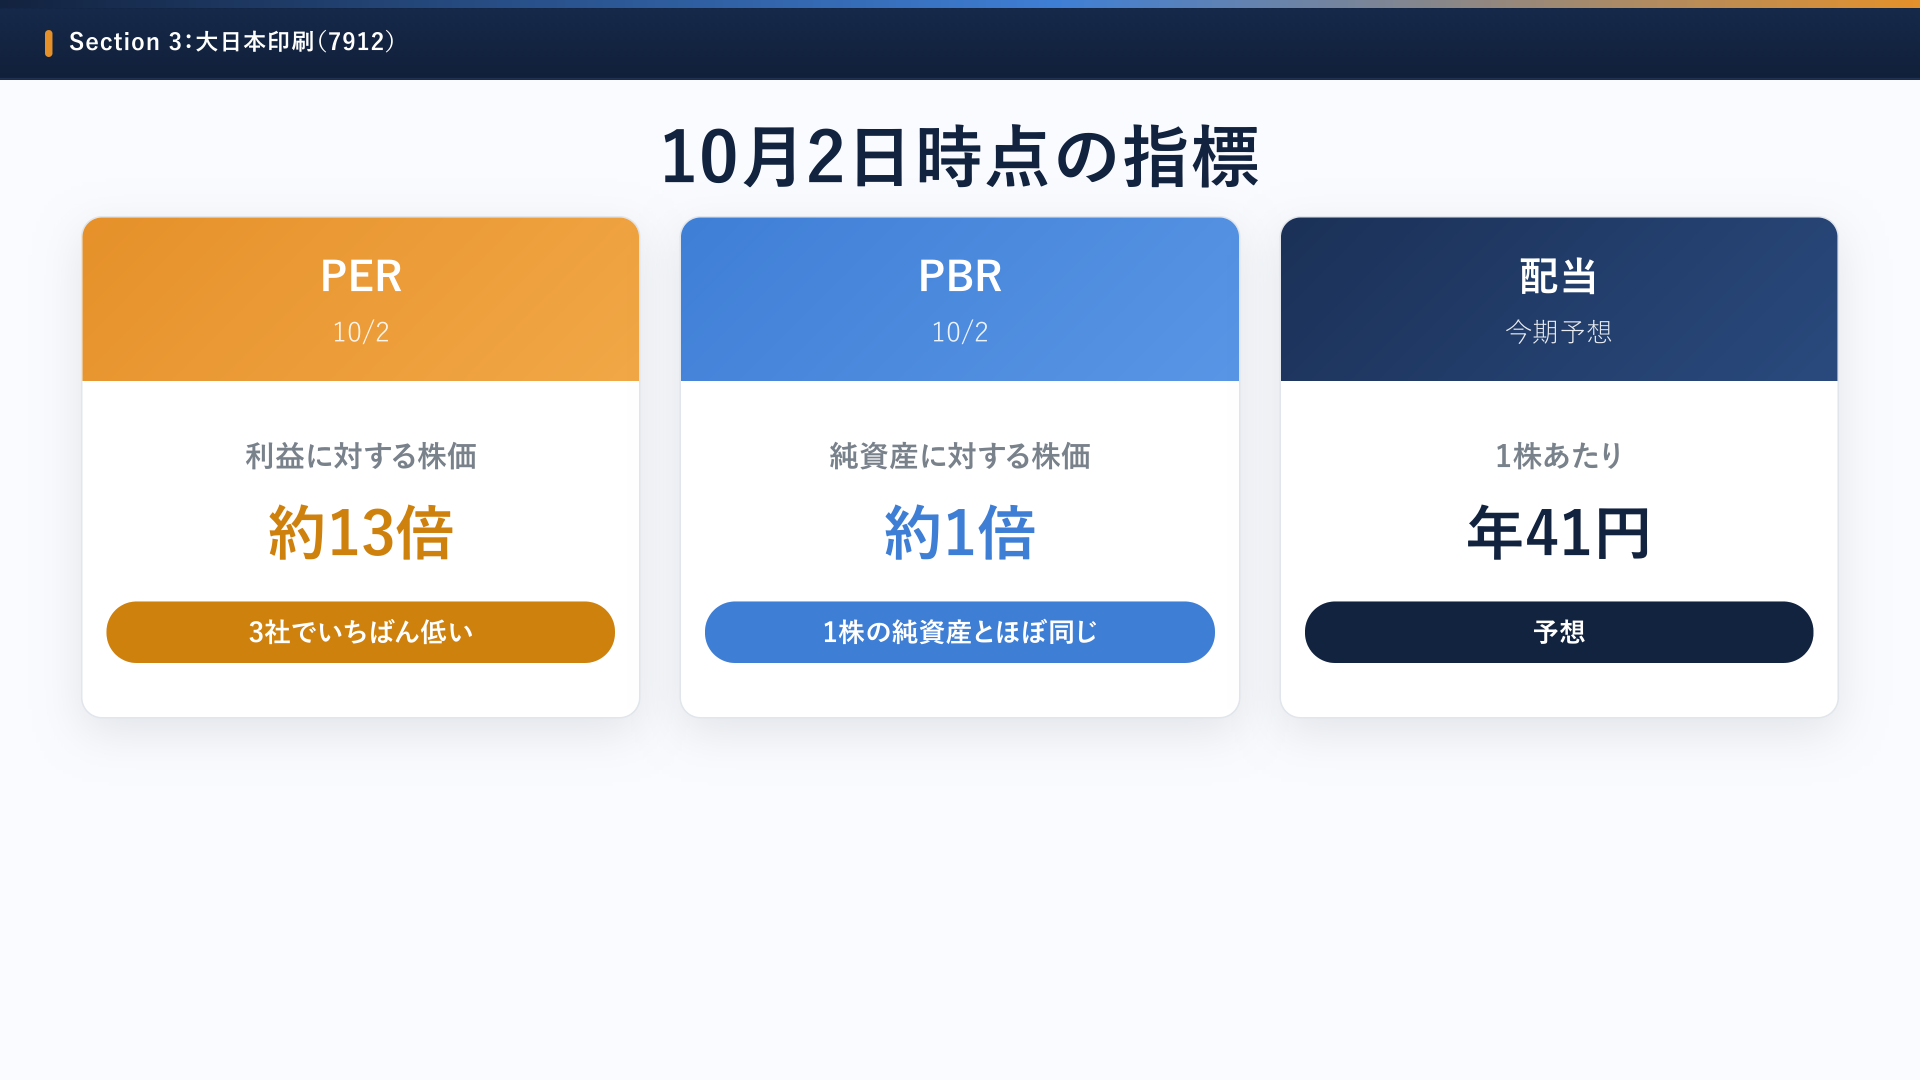 Section 3：大日本印刷（7912）
10月2日時点の指標
PER
10/2
利益に対する株価
約13倍
3社でいちばん低い
PBR
10/2
純資産に対する株価
約1倍
1株の純資産とほぼ同じ
配当
今期予想
1株あたり
年41円
予想